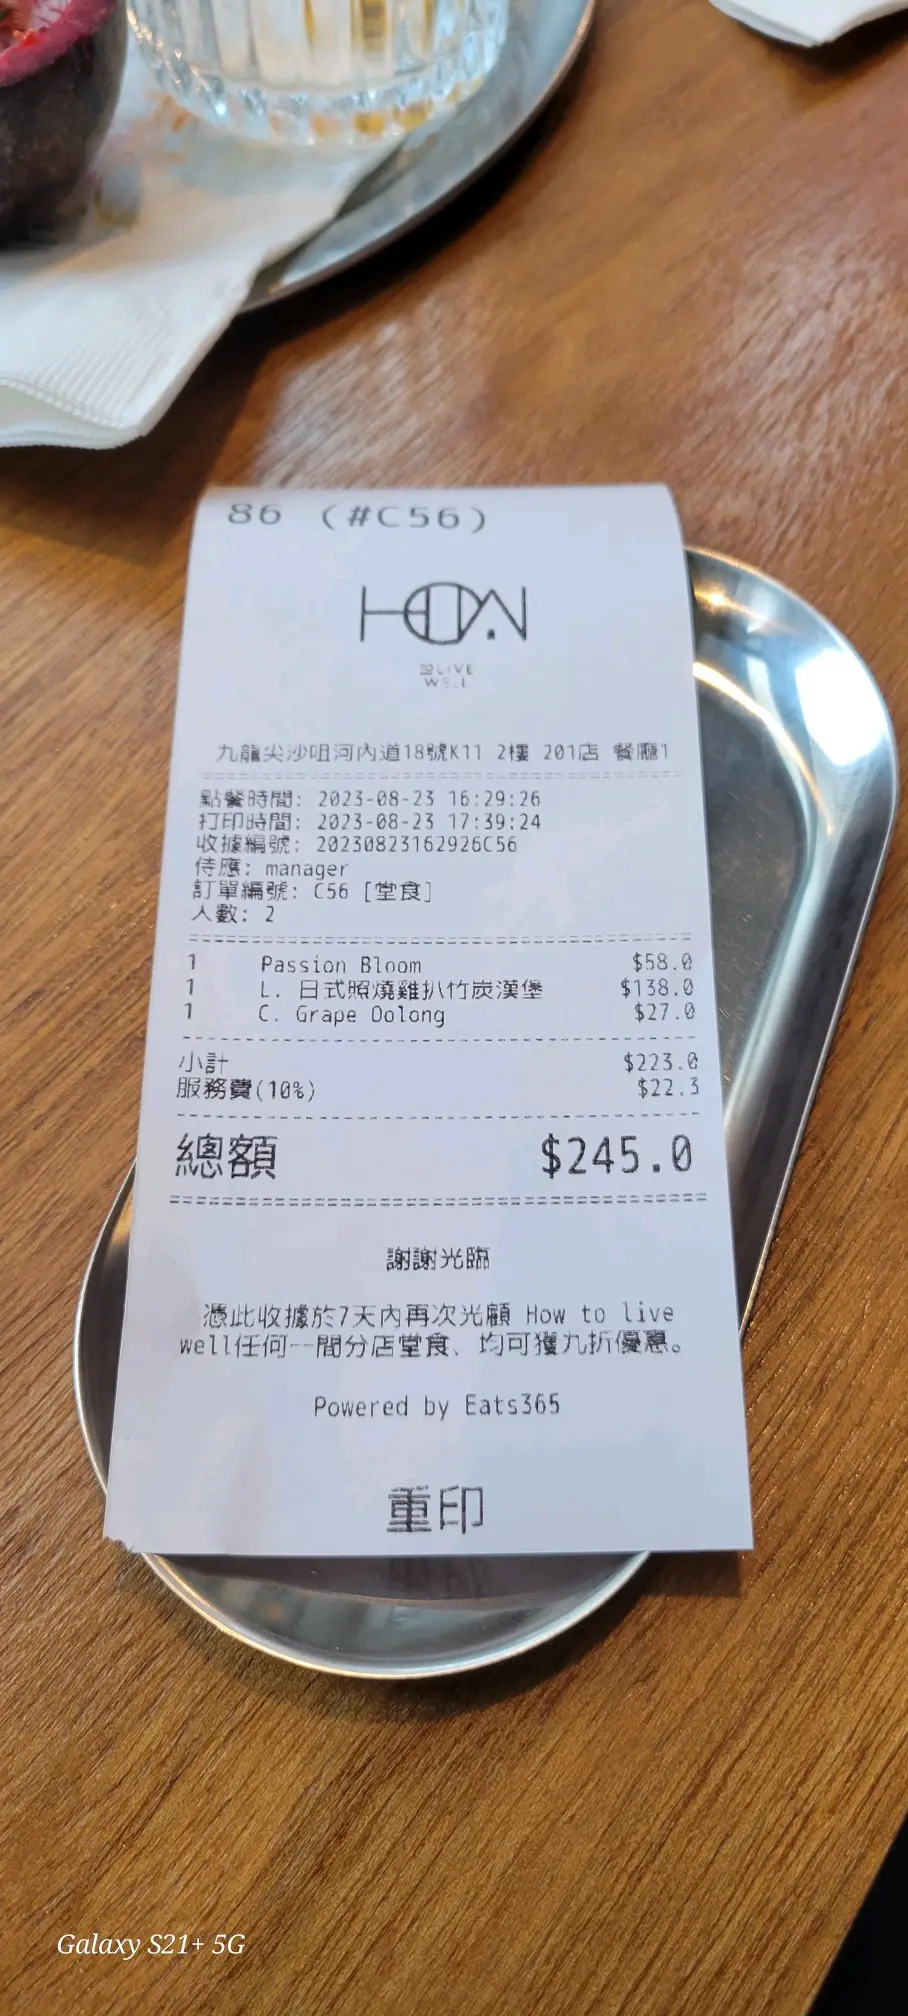 86 (#C56)
HOW
TO LIVE
WELL
九龍尖沙咀河內道18號K11 2樓 201店 餐廳1
點餐時間: 2023-08-23 16:29:26
打印時間: 2023-08-23 17:39:24
收據編號: 20230823162926C56
侍應: manager
訂單編號: C56 [堂食]
人數: 2
1 Passion Bloom $58.0
1 L. 日式照燒雞扒竹炭漢堡 $138.0
1 C. Grape Oolong $27.0
小計 $223.0
服務費(10%) $22.3
總額 $245.0
謝謝光臨
憑此收據於7天內再次光顧 How to live
well任何一間分店堂食、均可獲九折優惠。
Powered by Eats365
重印
Galaxy S21+ 5G